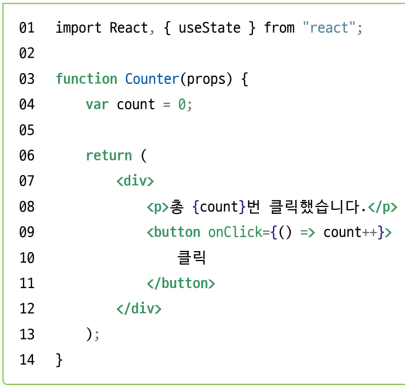 01 import React, { useState } from "react";
02
03 function Counter(props) {
04     var count = 0;
05
06     return (
07         <div>
08             <p>총 {count}번 클릭했습니다.</p>
09             <button onClick={() => count++}>
10                 클릭
11             </button>
12         </div>
13     );
14 }